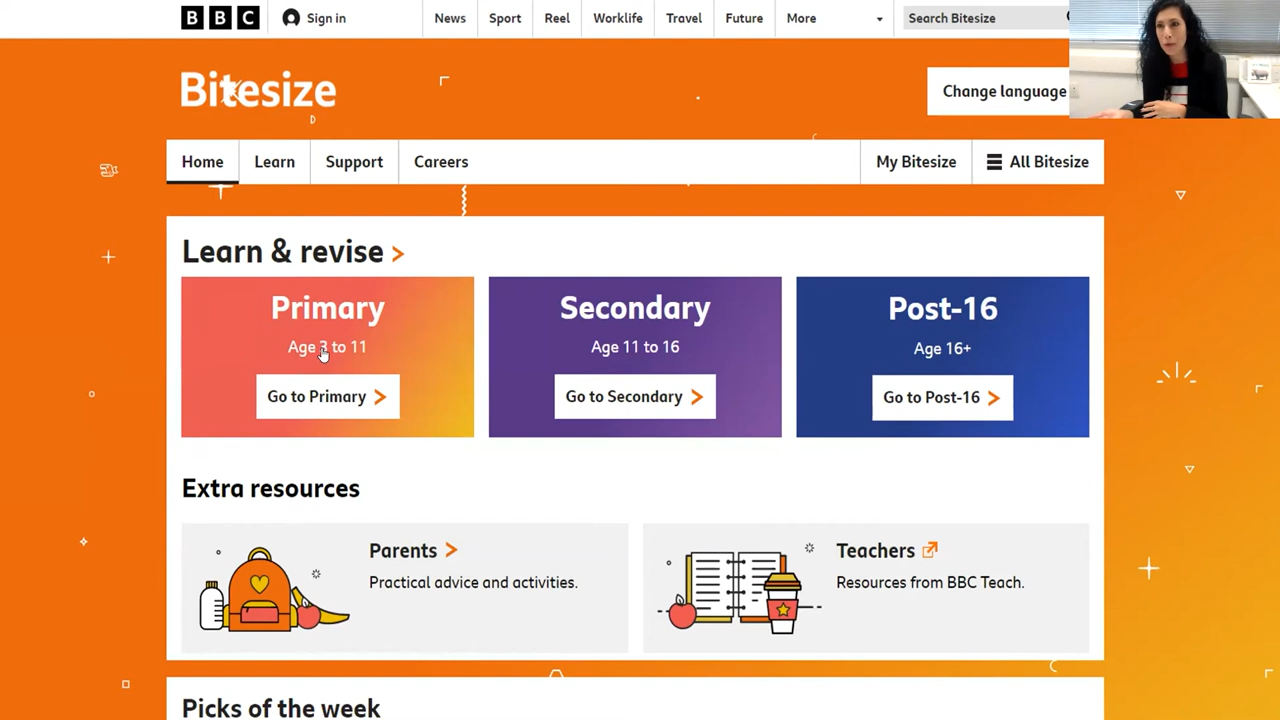 BBC Sign in News Sport Reel Worklife Travel Future More Search Bitesize
Bitesize
Change language
Home Learn Support Careers My Bitesize All Bitesize
Learn & revise
Primary
Age 3 to 11
Go to Primary
Secondary
Age 11 to 16
Go to Secondary
Post-16
Age 16+
Go to Post-16
Extra resources
Parents
Practical advice and activities.
Teachers
Resources from BBC Teach.
Picks of the week